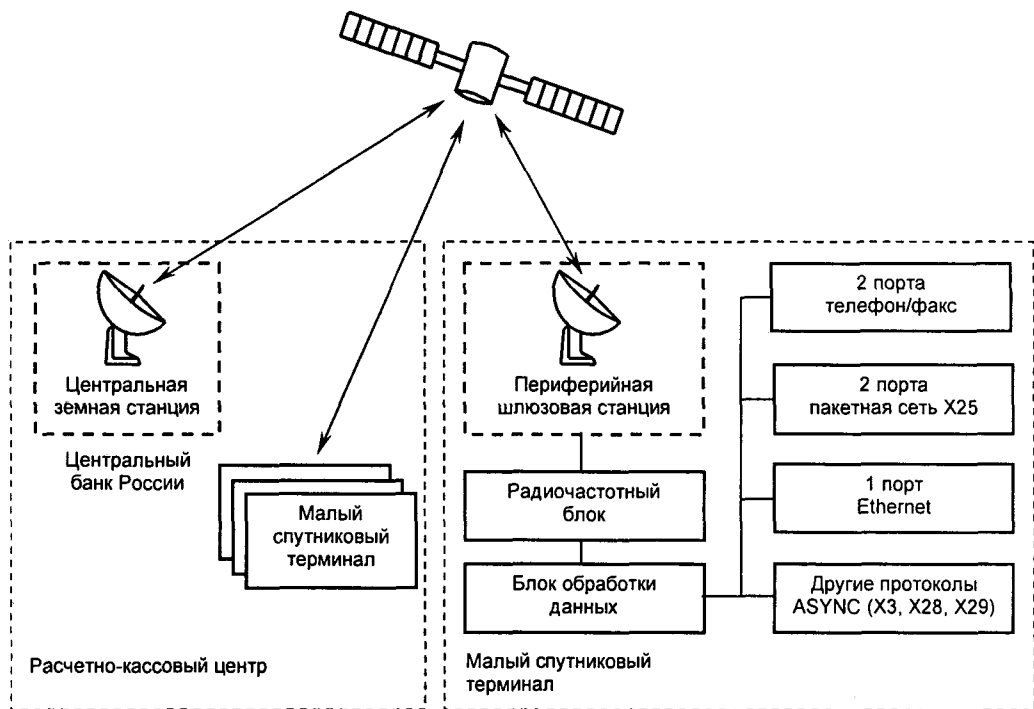 Центральная
земная станция
Центральный
банк России
Малый
спутниковый
терминал
Расчетно-кассовый центр
Периферийная
шлюзовая станция
Радиочастотный
блок
Блок обработки
данных
Малый спутниковый
терминал
2 порта
телефон/факс
2 порта
пакетная сеть X25
1 порт
Ethernet
Другие протоколы
ASYNC (X3, X28, X29)